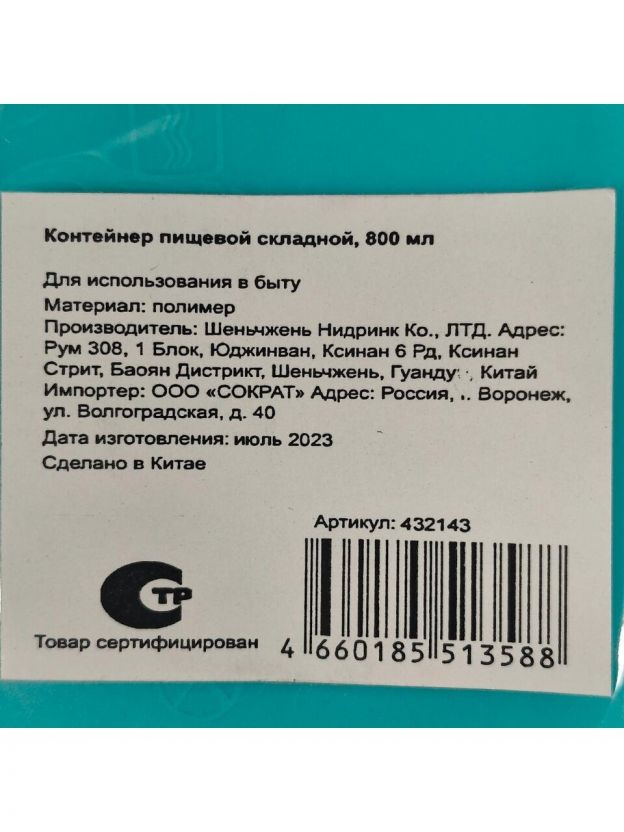 Контейнер пищевой складной, 800 мл
Для использования в быту
Материал: полимер
Производитель: Шеньчжень Нидринк Ко., ЛТД. Адрес:
Рум 308, 1 Блок, Юджинван, Ксинан 6 Рд, Ксинан
Стрит, Баоян Дистрикт, Шеньчжень, Китай
Импортер: ООО «СОКРАТ» Адрес: Россия, Воронеж,
ул. Волгоградская, д. 40
Дата изготовления: июль 2023
Сделано в Китае
Артикул: 432143
СТР
Товар сертифицирован
4 660185 513588